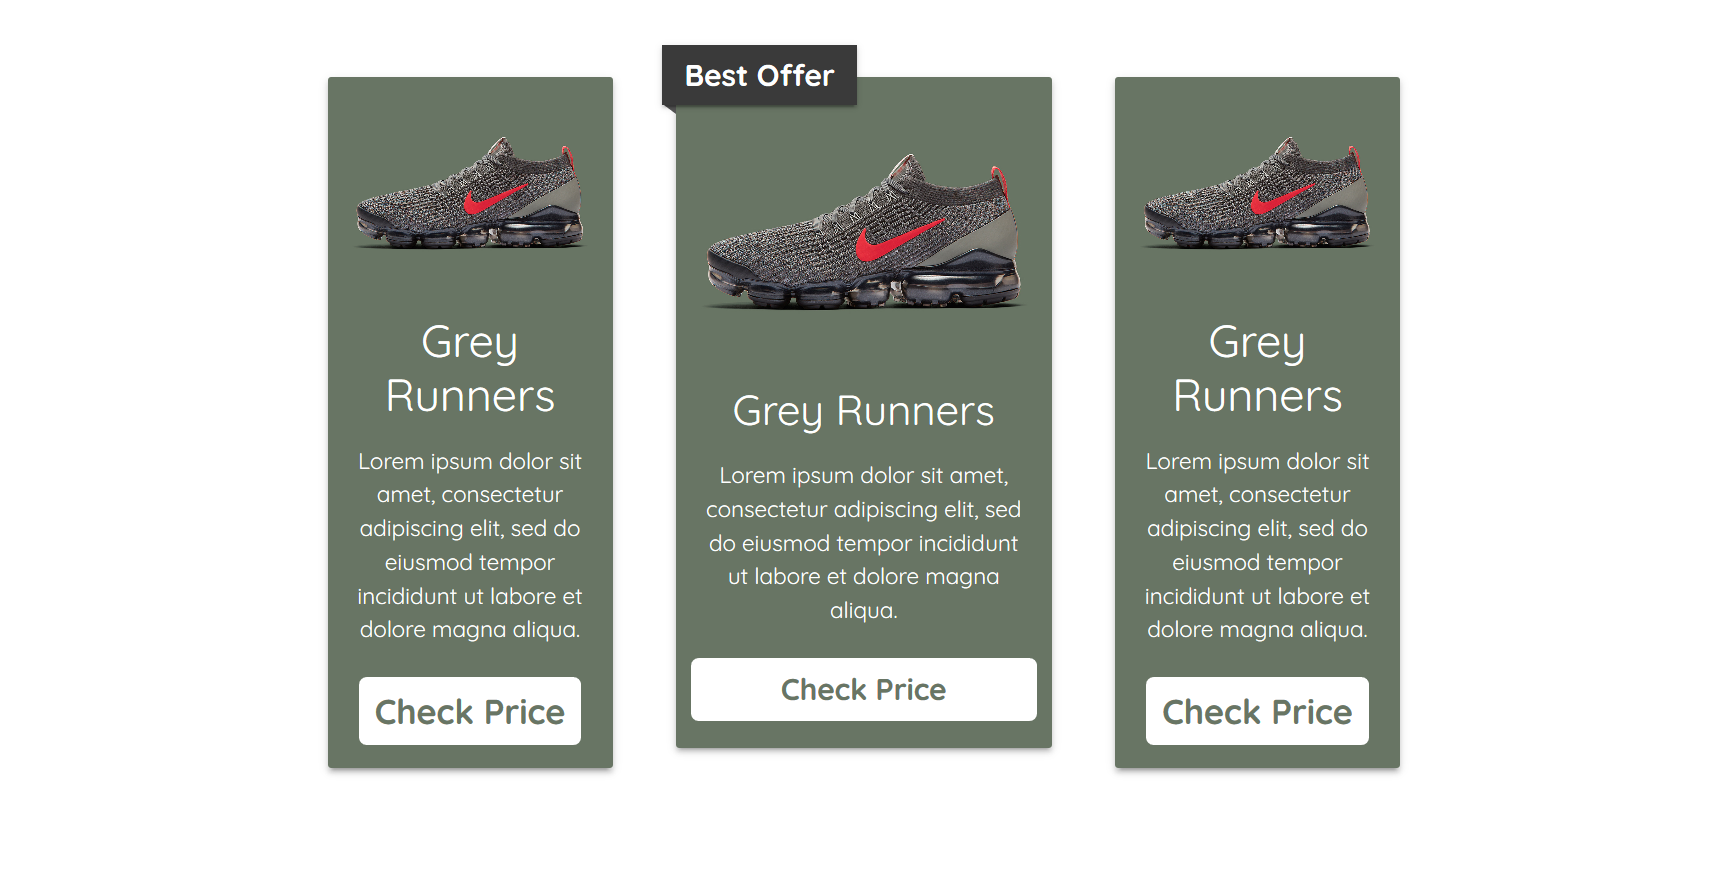 Grey
Runners
Lorem ipsum dolor sit
amet, consectetur
adipiscing elit, sed do
eiusmod tempor
incididunt ut labore et
dolore magna aliqua.
Check Price
Best Offer
Grey Runners
Lorem ipsum dolor sit amet,
consectetur adipiscing elit, sed
do eiusmod tempor incididunt
ut labore et dolore magna
aliqua.
Check Price
Grey
Runners
Lorem ipsum dolor sit
amet, consectetur
adipiscing elit, sed do
eiusmod tempor
incididunt ut labore et
dolore magna aliqua.
Check Price